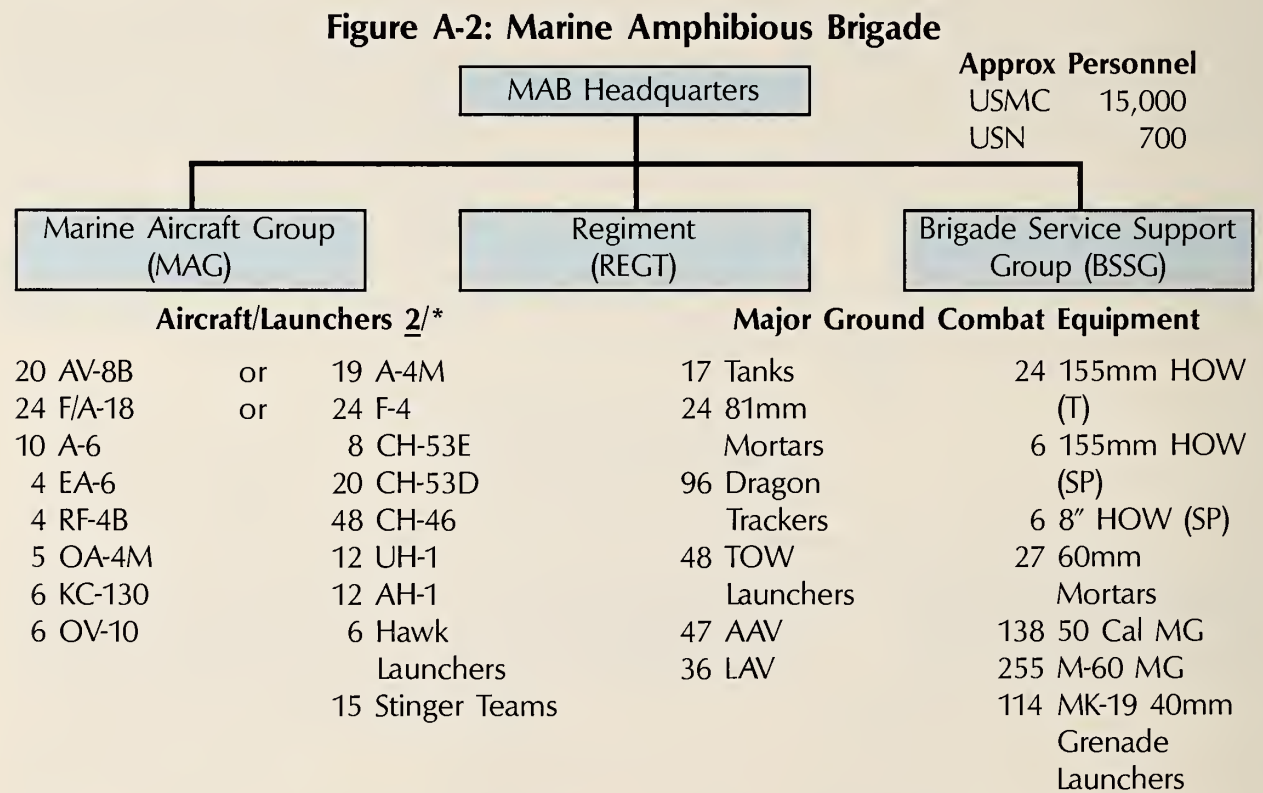 Figure A-2: Marine Amphibious Brigade
MAB Headquarters
Approx Personnel
USMC 15,000
USN 700
Marine Aircraft Group
(MAG)
Regiment
(REGT)
Brigade Service Support
Group (BSSG)
Aircraft/Launchers 2/*
20 AV-8B or 19 A-4M
24 F/A-18 or 24 F-4
10 A-6
4 EA-6
4 RF-4B
5 OA-4M
6 KC-130
6 OV-10
8 CH-53E
20 CH-53D
48 CH-46
12 UH-1
12 AH-1
6 Hawk
Launchers
15 Stinger Teams
Major Ground Combat Equipment
17 Tanks
24 81mm
Mortars
96 Dragon
Trackers
48 TOW
Launchers
47 AAV
36 LAV
24 155mm HOW
(T)
6 155mm HOW
(SP)
6 8″ HOW (SP)
27 60mm
Mortars
138 50 Cal MG
255 M-60 MG
114 MK-19 40mm
Grenade
Launchers